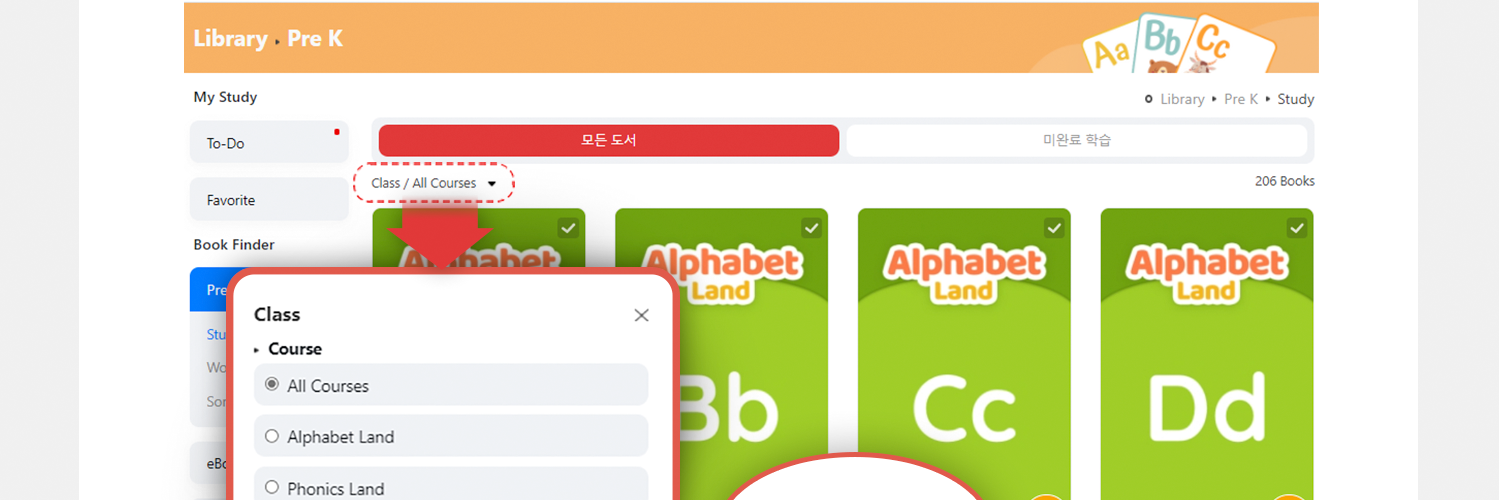 Library ▸ Pre K
Aa
Bb
Cc
My Study
Library ▸ Pre K ▸ Study
To-Do
모든 도서
미완료 학습
Class / All Courses
206 Books
Favorite
Book Finder
Alphabet
Land
Alphabet
Land
Alphabet
Land
Alphabet
Pre
Stu
Wo
eBo
Class
Course
All Courses
Alphabet Land
Phonics Land
Bb
Cc
Dd